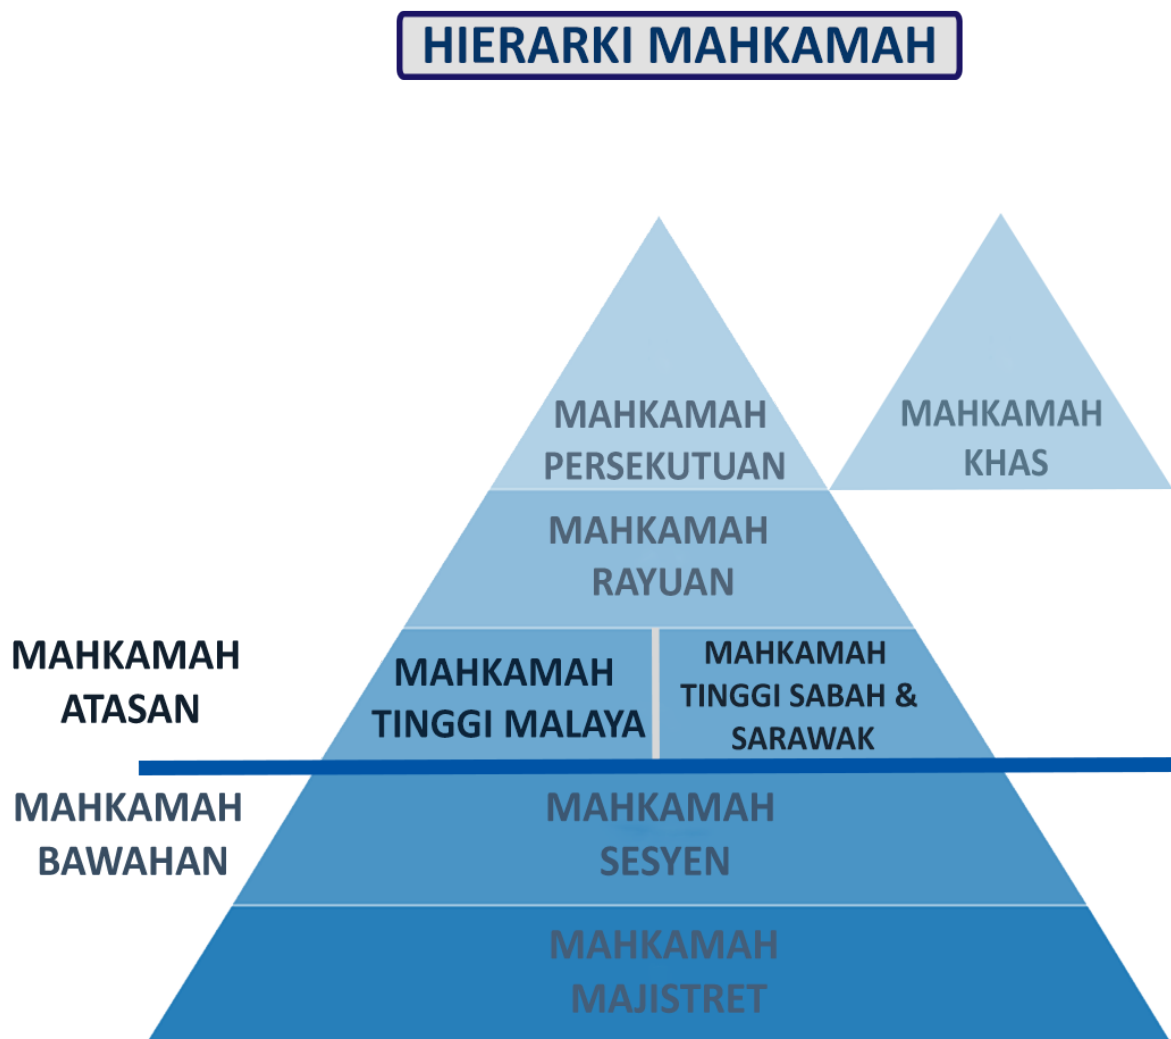 HIERARKI MAHKAMAH
MAHKAMAH
PERSEKUTUAN
MAHKAMAH
KHAS
MAHKAMAH
RAYUAN
MAHKAMAH
ATASAN
MAHKAMAH
TINGGI MALAYA
MAHKAMAH
TINGGI SABAH &
SARAWAK
MAHKAMAH
BAWAHAN
MAHKAMAH
SESYEN
MAHKAMAH
MAJISTRET